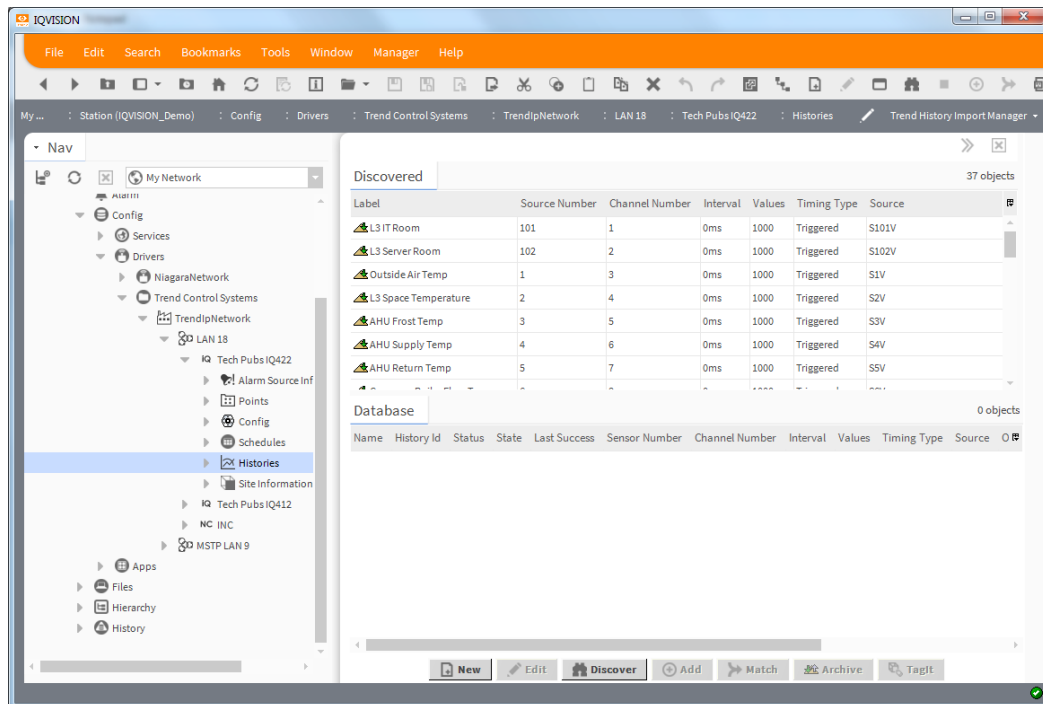 IQVISION
File Edit Search Bookmarks Tools Window Manager Help
My ... : Station (IQVISION_Demo) : Config : Drivers : Trend Control Systems : TrendIpNetwork : LAN 18 : Tech Pubs IQ422 : Histories Trend History Import Manager
Nav
My Network
Alarm
Config
Services
Drivers
NiagaraNetwork
Trend Control Systems
TrendIpNetwork
LAN 18
IQ Tech Pubs IQ422
Alarm Source Inf
Points
Config
Schedules
Histories
Site Information
IQ Tech Pubs IQ412
NC INC
MSTP LAN 9
Apps
Files
Hierarchy
History
Discovered 37 objects
Label Source Number Channel Number Interval Values Timing Type Source
L3 IT Room 101 1 0ms 1000 Triggered S101V
L3 Server Room 102 2 0ms 1000 Triggered S102V
Outside Air Temp 1 3 0ms 1000 Triggered S1V
L3 Space Temperature 2 4 0ms 1000 Triggered S2V
AHU Frost Temp 3 5 0ms 1000 Triggered S3V
AHU Supply Temp 4 6 0ms 1000 Triggered S4V
AHU Return Temp 5 7 0ms 1000 Triggered S5V
Database 0 objects
Name History Id Status State Last Success Sensor Number Channel Number Interval Values Timing Type Source O
New Edit Discover Add Match Archive TagIt